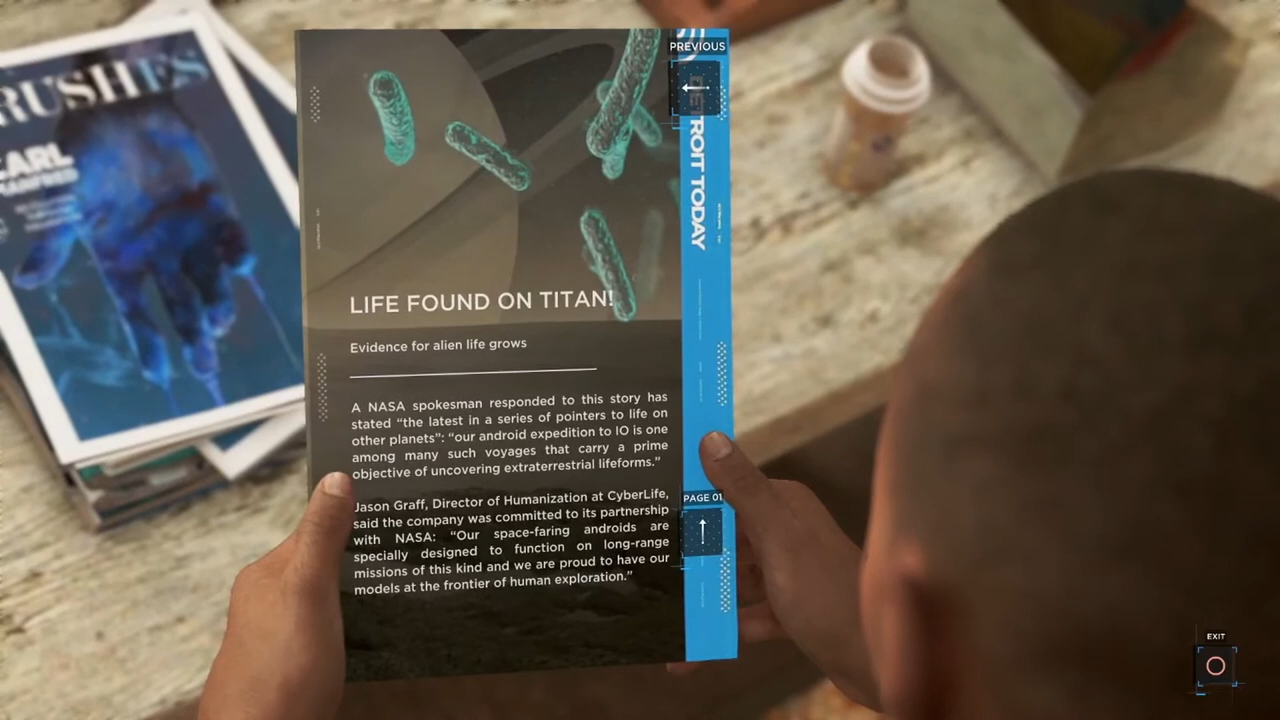 RUSHES
CARL
MANFRED
PREVIOUS
DETROIT TODAY
LIFE FOUND ON TITAN!
Evidence for alien life grows
A NASA spokesman responded to this story has
stated “the latest in a series of pointers to life on
other planets”: “our android expedition to IO is one
among many such voyages that carry a prime
objective of uncovering extraterrestrial lifeforms.”
Jason Graff, Director of Humanization at CyberLife,
said the company was committed to its partnership
with NASA: “Our space-faring androids are
specially designed to function on long-range
missions of this kind and we are proud to have our
models at the frontier of human exploration.”
PAGE 01
EXIT